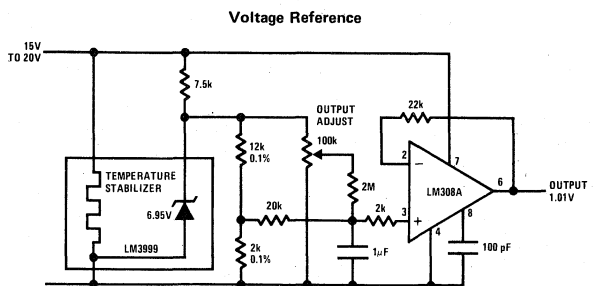 Voltage Reference
15V
TO 20V
7.5k
OUTPUT
ADJUST
22k
12k
0.1%
100k
2
7
TEMPERATURE
STABILIZER
2M
−
LM308A
6
OUTPUT
1.01V
6.95V
20k
2k
3
+
8
4
LM3999
2k
0.1%
1µF
100 pF